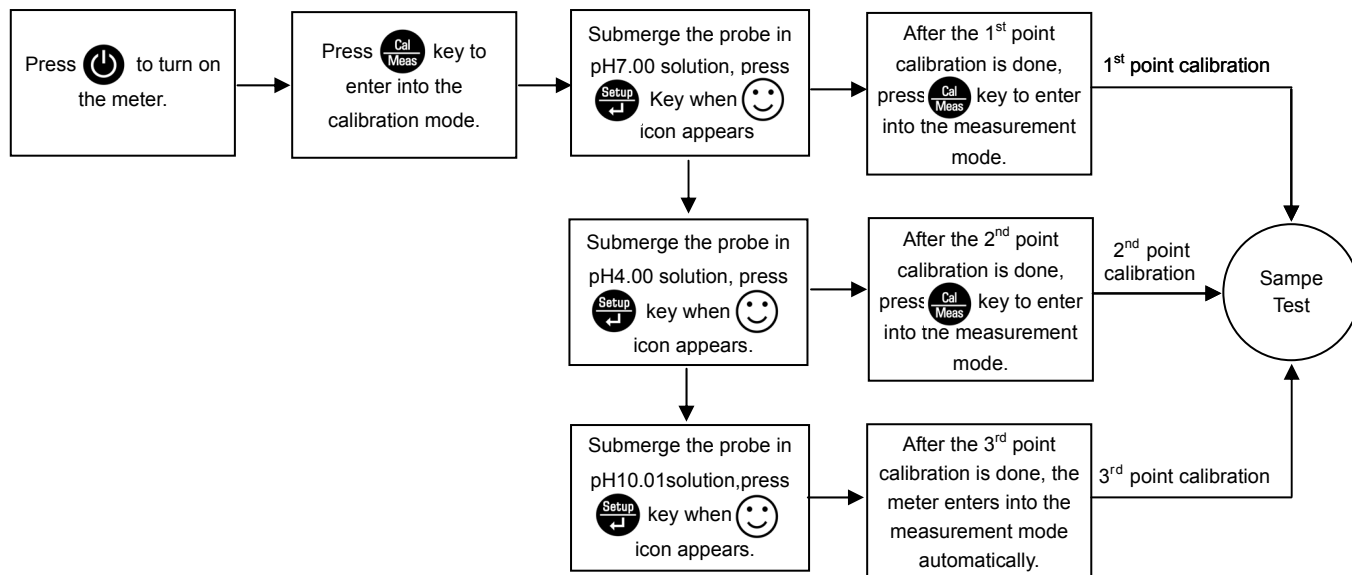 Press to turn on
the meter.
Press Cal Meas key to
enter into the
calibration mode.
Submerge the probe in
pH7.00 solution, press
Setup Key when
icon appears
After the 1st point
calibration is done,
press Cal Meas key to enter
into the measurement
mode.
1st point calibration
Submerge the probe in
pH4.00 solution, press
Setup key when
icon appears.
After the 2nd point
calibration is done,
press Cal Meas key to enter
into the measurement
mode.
2nd point
calibration
Sampe
Test
Submerge the probe in
pH10.01solution,press
Setup key when
icon appears.
After the 3rd point
calibration is done, the
meter enters into the
measurement mode
automatically.
3rd point calibration